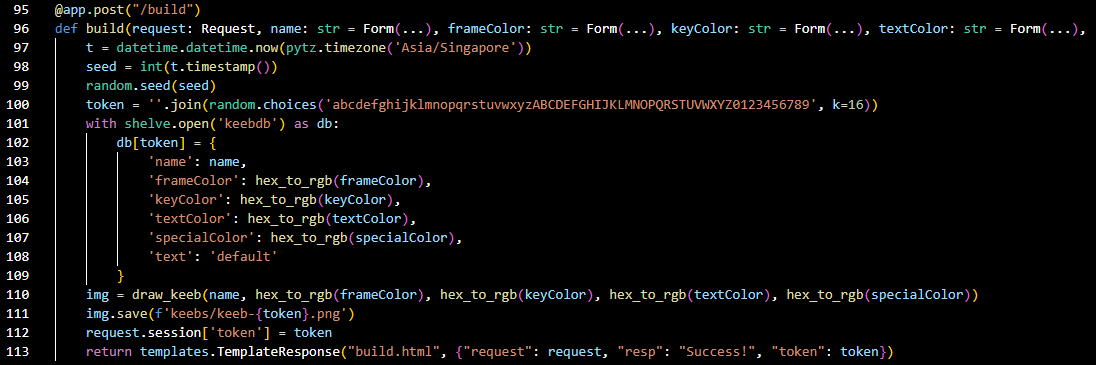 95 @app.post("/build")
96 def build(request: Request, name: str = Form(...), frameColor: str = Form(...), keyColor: str = Form(...), textColor: str = Form(...),
97     t = datetime.datetime.now(pytz.timezone('Asia/Singapore'))
98     seed = int(t.timestamp())
99     random.seed(seed)
100     token = ''.join(random.choices('abcdefghijklmnopqrstuvwxyzABCDEFGHIJKLMNOPQRSTUVWXYZ0123456789', k=16))
101     with shelve.open('keebdb') as db:
102         db[token] = {
103             'name': name,
104             'frameColor': hex_to_rgb(frameColor),
105             'keyColor': hex_to_rgb(keyColor),
106             'textColor': hex_to_rgb(textColor),
107             'specialColor': hex_to_rgb(specialColor),
108             'text': 'default'
109         }
110     img = draw_keeb(name, hex_to_rgb(frameColor), hex_to_rgb(keyColor), hex_to_rgb(textColor), hex_to_rgb(specialColor))
111     img.save(f'keebs/keeb-{token}.png')
112     request.session['token'] = token
113     return templates.TemplateResponse("build.html", {"request": request, "resp": "Success!", "token": token})